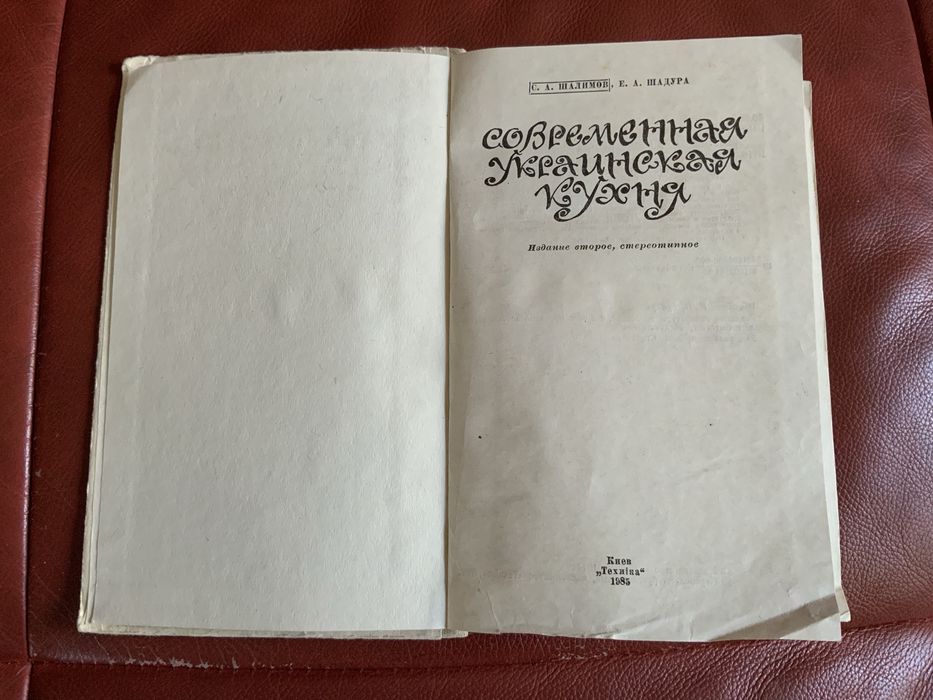 С. А. ШАЛИМОВ, Е. А. ШАДУРА
СОВРЕМЕННАЯ
УКРАИНСКАЯ
КУХНЯ
Издание второе, стереотипное
Киев
„Техніка“
1985